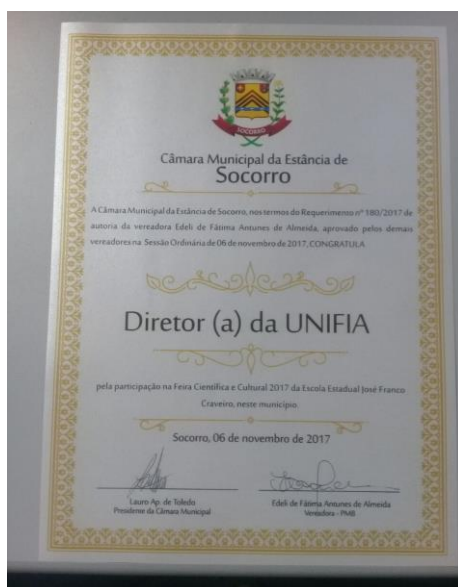 SOCORRO
Câmara Municipal da Estância de
Socorro
A Câmara Municipal da Estância de Socorro, nos termos do Requerimento nº 180/2017 de
autoria da vereadora Edeli de Fátima Antunes de Almeida, aprovado pelos demais
vereadores na Sessão Ordinária de 06 de novembro de 2017, CONGRATULA
Diretor (a) da UNIFIA
pela participação na Feira Científica e Cultural 2017 da Escola Estadual José Franco
Craveiro, neste município.
Socorro, 06 de novembro de 2017
Lauro Ap. de Toledo
Presidente da Câmara Municipal
Edeli de Fátima Antunes de Almeida
Vereadora - PMB